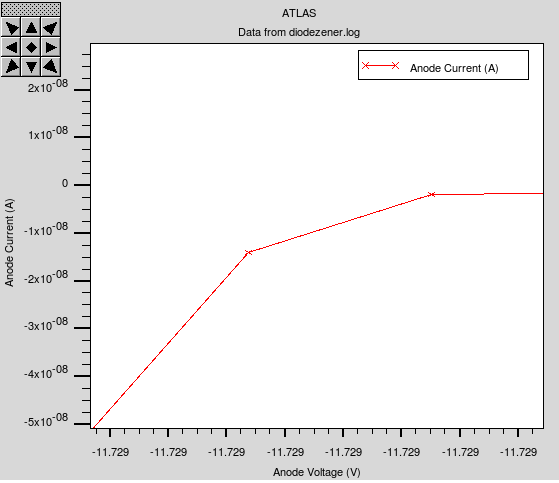 ATLAS
Data from diodezener.log
Anode Current (A)
2x10⁻⁰⁸
1x10⁻⁰⁸
0
-1x10⁻⁰⁸
-2x10⁻⁰⁸
-3x10⁻⁰⁸
-4x10⁻⁰⁸
-5x10⁻⁰⁸
Anode Current (A)
-11.729 -11.729 -11.729 -11.729 -11.729 -11.729 -11.729 -11.729
Anode Voltage (V)